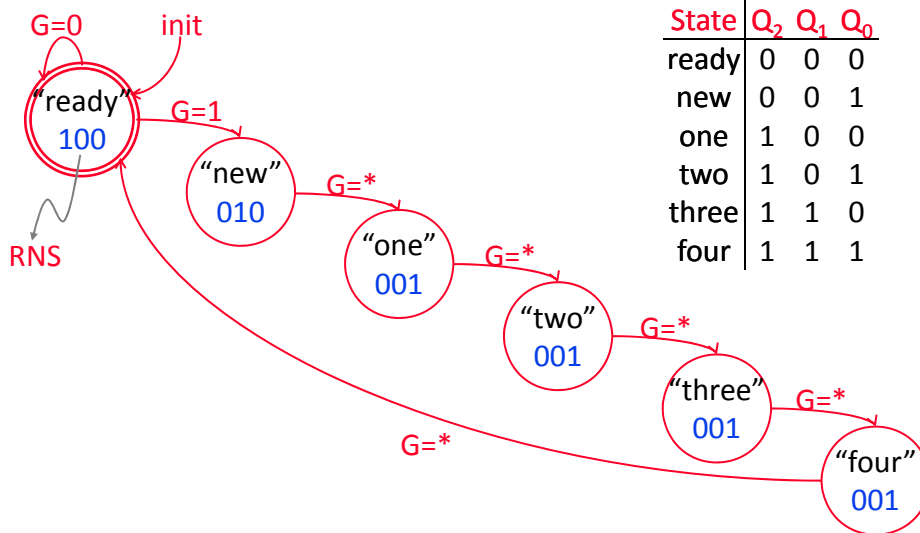 G=0
init
"ready"
100
G=1
RNS
"new"
010
G=*
"one"
001
G=*
"two"
001
G=*
"three"
001
G=*
"four"
001
G=*
State Q₂ Q₁ Q₀
ready 0 0 0
new 0 0 1
one 1 0 0
two 1 0 1
three 1 1 0
four 1 1 1